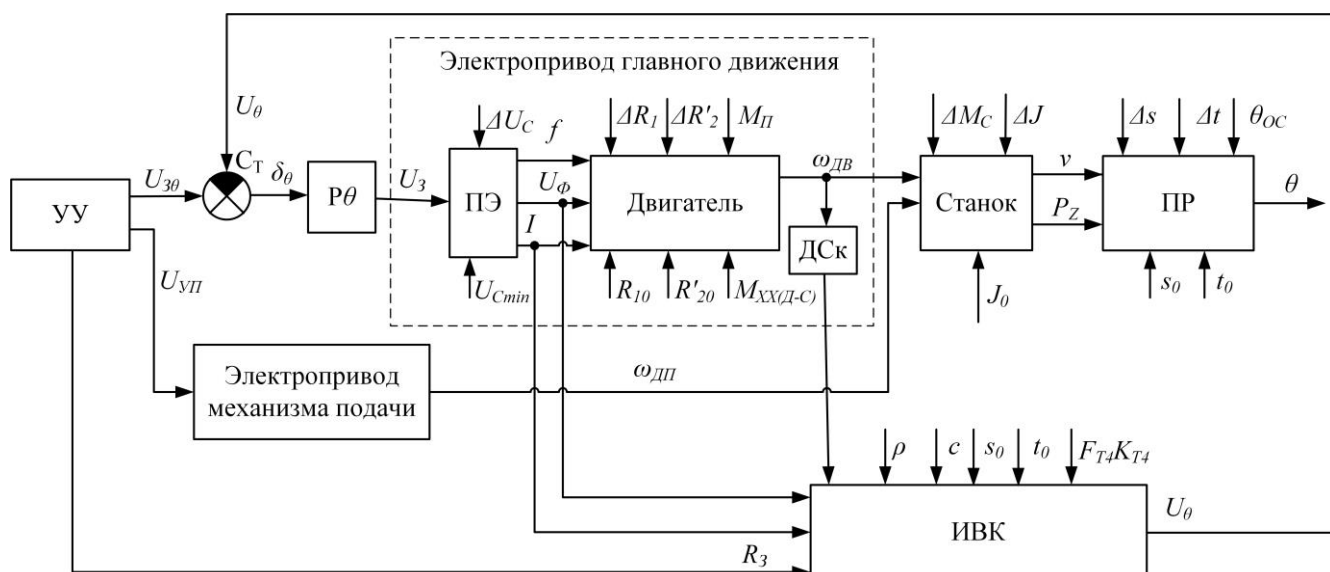 Электропривод главного движения
U_θ
ΔU_C
f
ΔR_1
ΔR'_2
M_П
ΔM_C
ΔJ
Δs
Δt
θ_OC
УУ
U_Зθ
C_T
δ_θ
Pθ
U_З
ПЭ
U_Ф
I
Двигатель
ω_ДВ
ДСк
Станок
v
P_Z
ПР
θ
U_УП
U_Cmin
R_10
R'_20
M_XX(Д-С)
J_0
s_0
t_0
Электропривод
механизма подачи
ω_ДП
ρ
c
s_0
t_0
F_T4K_T4
ИВК
U_θ
R_З